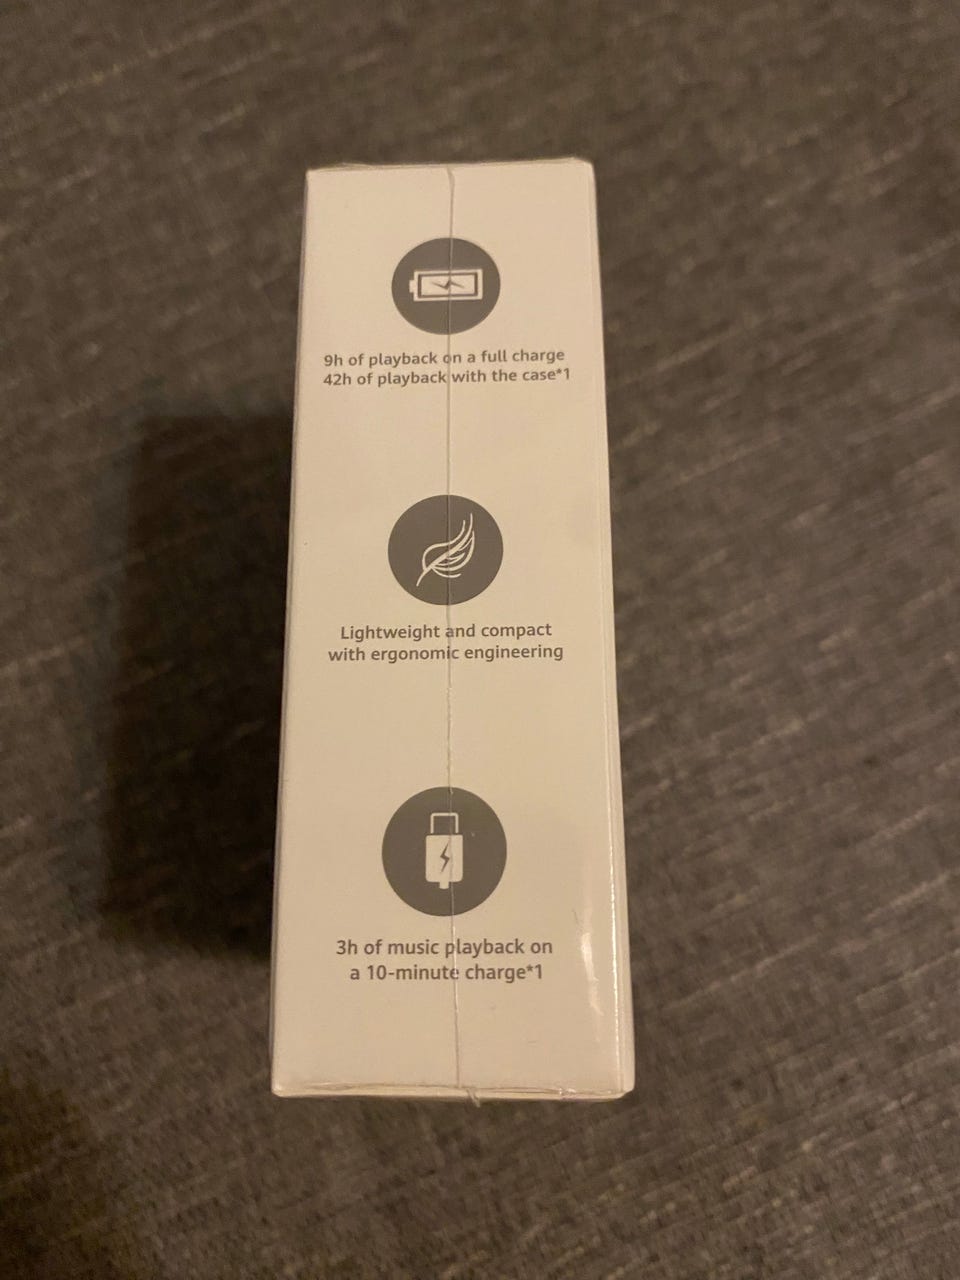 9h of playback on a full charge
42h of playback with the case*1
Lightweight and compact
with ergonomic engineering
3h of music playback on
a 10-minute charge*1